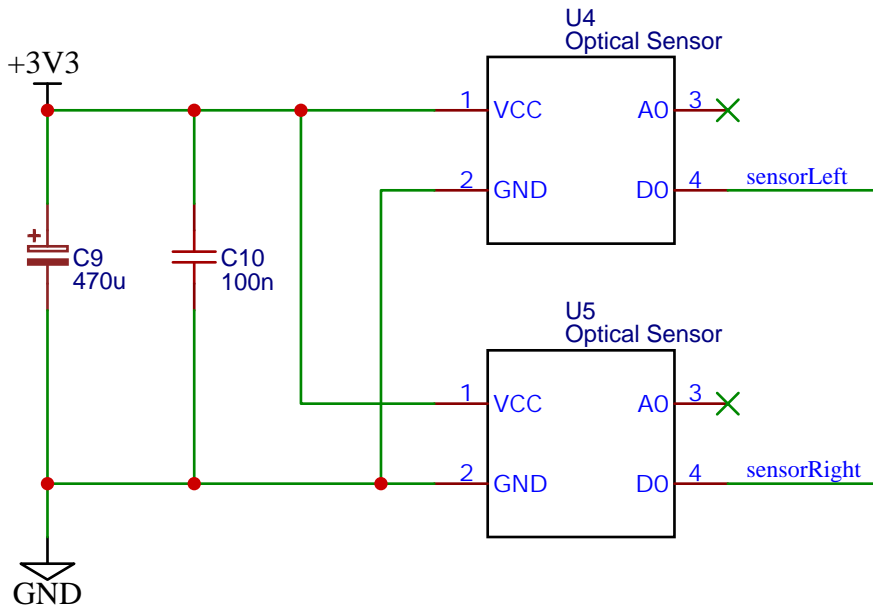 +3V3
+
C9
470u
C10
100n
U4
Optical Sensor
1
VCC
A0
3
2
GND
D0
4
sensorLeft
U5
Optical Sensor
1
VCC
A0
3
2
GND
D0
4
sensorRight
GND